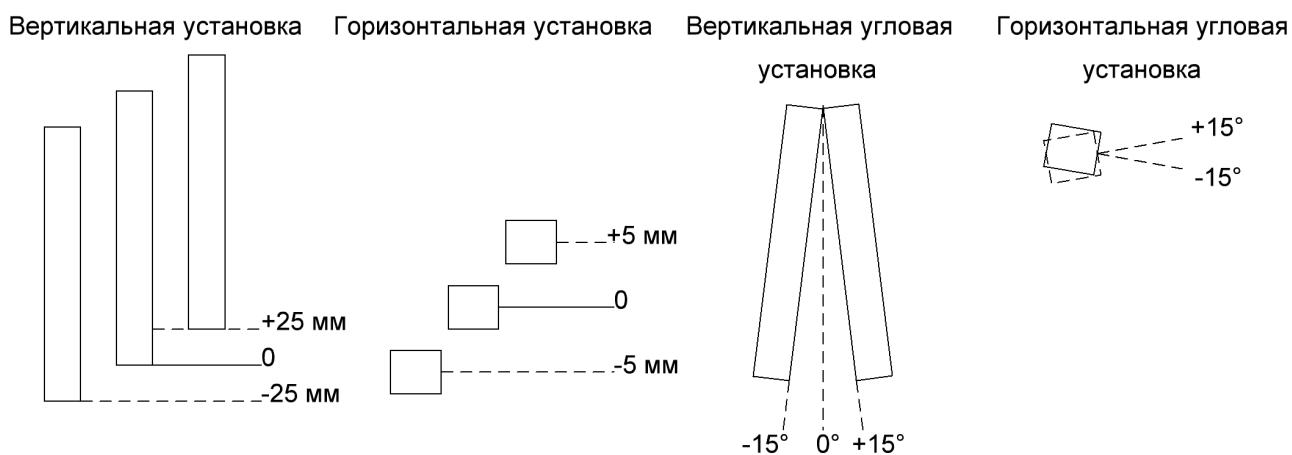 Вертикальная установка
+25 мм
0
-25 мм
Горизонтальная установка
+5 мм
0
-5 мм
Вертикальная угловая
установка
-15° 0° +15°
Горизонтальная угловая
установка
+15°
-15°